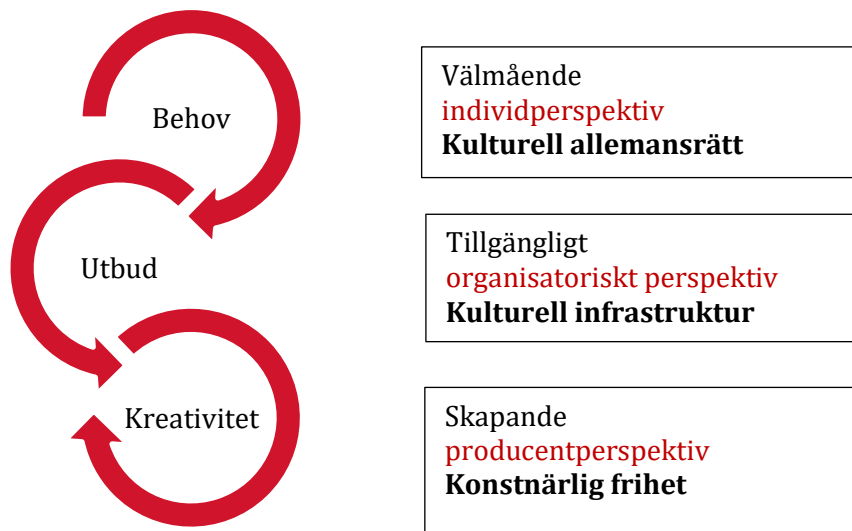 Behov
Välmående
individperspektiv
Kulturell allemansrätt
Utbud
Tillgängligt
organisatoriskt perspektiv
Kulturell infrastruktur
Kreativitet
Skapande
producentperspektiv
Konstnärlig frihet